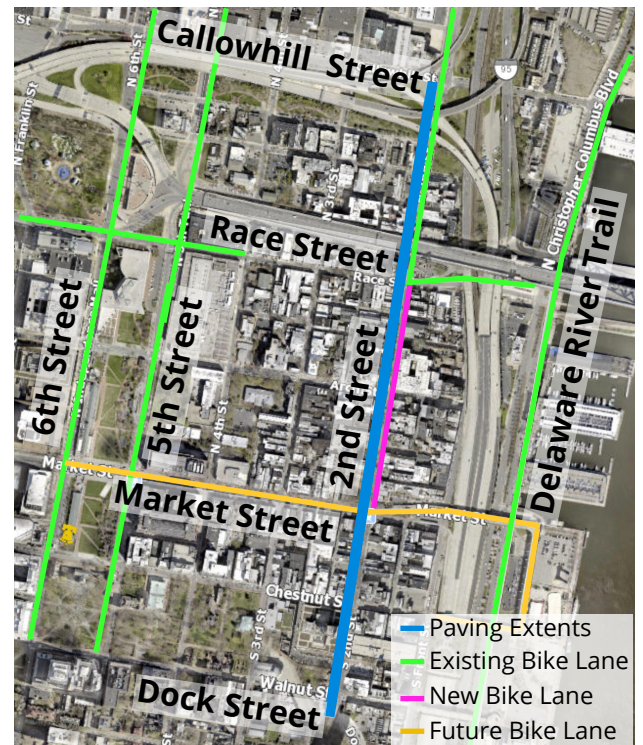 Callowhill Street
St
N 6th St
95
N Franklin St
N 3rd St
N Christopher Columbus Blvd
Race Street
Race S
6th Street
5th Street
2nd Street
Delaware River Trail
N 4th St
Market St
Market Street
Market St
Chestnut S
S 3rd St
S 2nd St
Walnut St
Dock Street
Paving Extents
Existing Bike Lane
New Bike Lane
Future Bike Lane